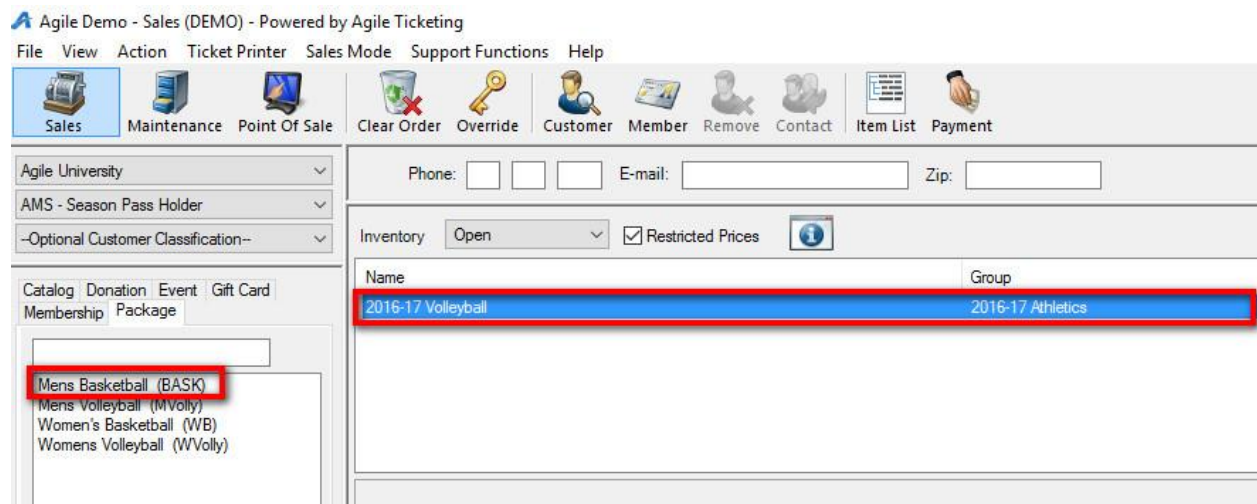 Agile Demo - Sales (DEMO) - Powered by Agile Ticketing
File View Action Ticket Printer Sales Mode Support Functions Help
Sales Maintenance Point Of Sale Clear Order Override Customer Member Remove Contact Item List Payment
Agile University
AMS - Season Pass Holder
--Optional Customer Classification--
Phone: E-mail: Zip:
Inventory Open Restricted Prices
Catalog Donation Event Gift Card
Membership Package
Mens Basketball (BASK)
Mens Volleyball (MVolly)
Women's Basketball (WB)
Womens Volleyball (WVolly)
Name Group
2016-17 Volleyball 2016-17 Athletics